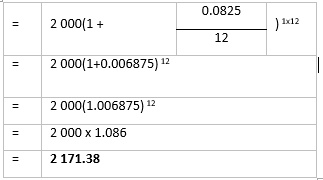 = 2 000(1 + 0.0825 / 12 ) 1x12
= 2 000(1+0.006875) 12
= 2 000(1.006875) 12
= 2 000 x 1.086
= 2 171.38